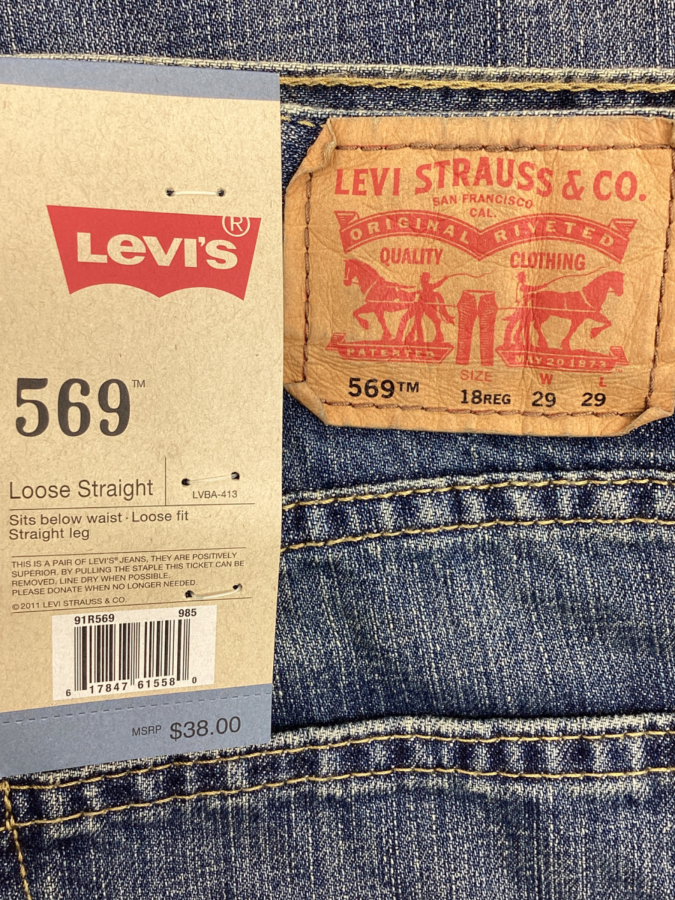 LEVI'S®
569™
Loose Straight
LVBA-413
Sits below waist · Loose fit
Straight leg
THIS IS A PAIR OF LEVI'S® JEANS, THEY ARE POSITIVELY
SUPERIOR. BY PULLING THE STAPLE THIS TICKET CAN BE
REMOVED. LINE DRY WHEN POSSIBLE.
PLEASE DONATE WHEN NO LONGER NEEDED.
©2011 LEVI STRAUSS & CO.
91R569 985
6 17847 61558 0
MSRP $38.00
LEVI STRAUSS & CO.
SAN FRANCISCO
CAL.
ORIGINAL RIVETED
QUALITY CLOTHING
PATENTED MAY 20 1873
SIZE W L
569™ 18REG 29 29